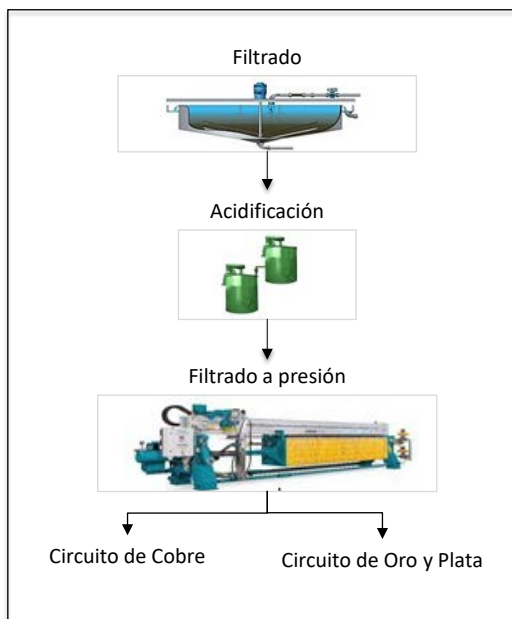 Filtrado
Acidificación
Filtrado a presión
Circuito de Cobre
Circuito de Oro y Plata